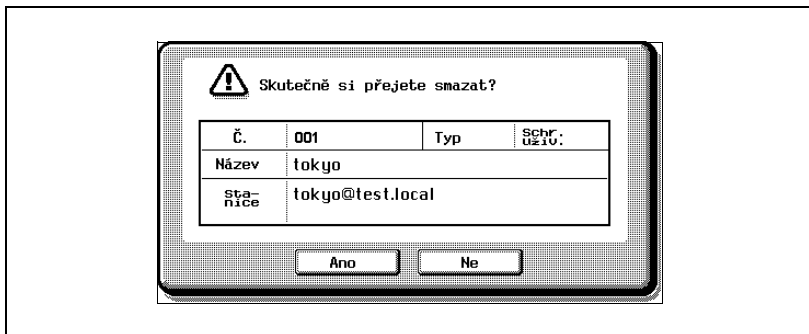 Skutečně si přejete smazat?
Č. 001 Typ Schr. uživ.:
Název tokyo
Sta-
nice tokyo@test.local
Ano Ne